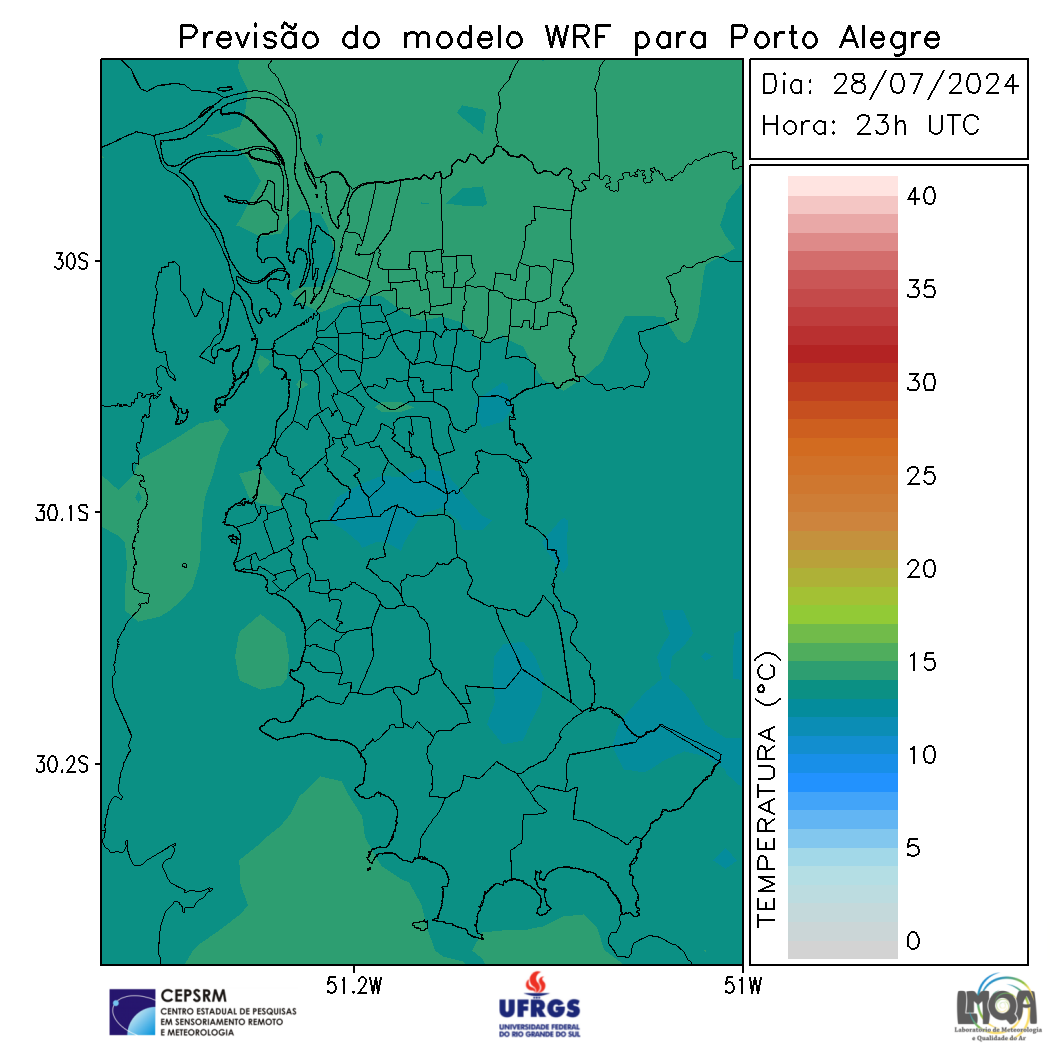 Previsão do modelo WRF para Porto Alegre
Dia: 28/07/2024
Hora: 23h UTC
40
35
30
25
20
15
10
5
0
TEMPERATURA (°C)
30S
30.1S
30.2S
51.2W
51W
CEPSRM
CENTRO ESTADUAL DE PESQUISAS
EM SENSORIAMENTO REMOTO
E METEOROLOGIA
UFRGS
UNIVERSIDADE FEDERAL
DO RIO GRANDE DO SUL
LMQA
Laboratório de Meteorologia
e Qualidade do Ar